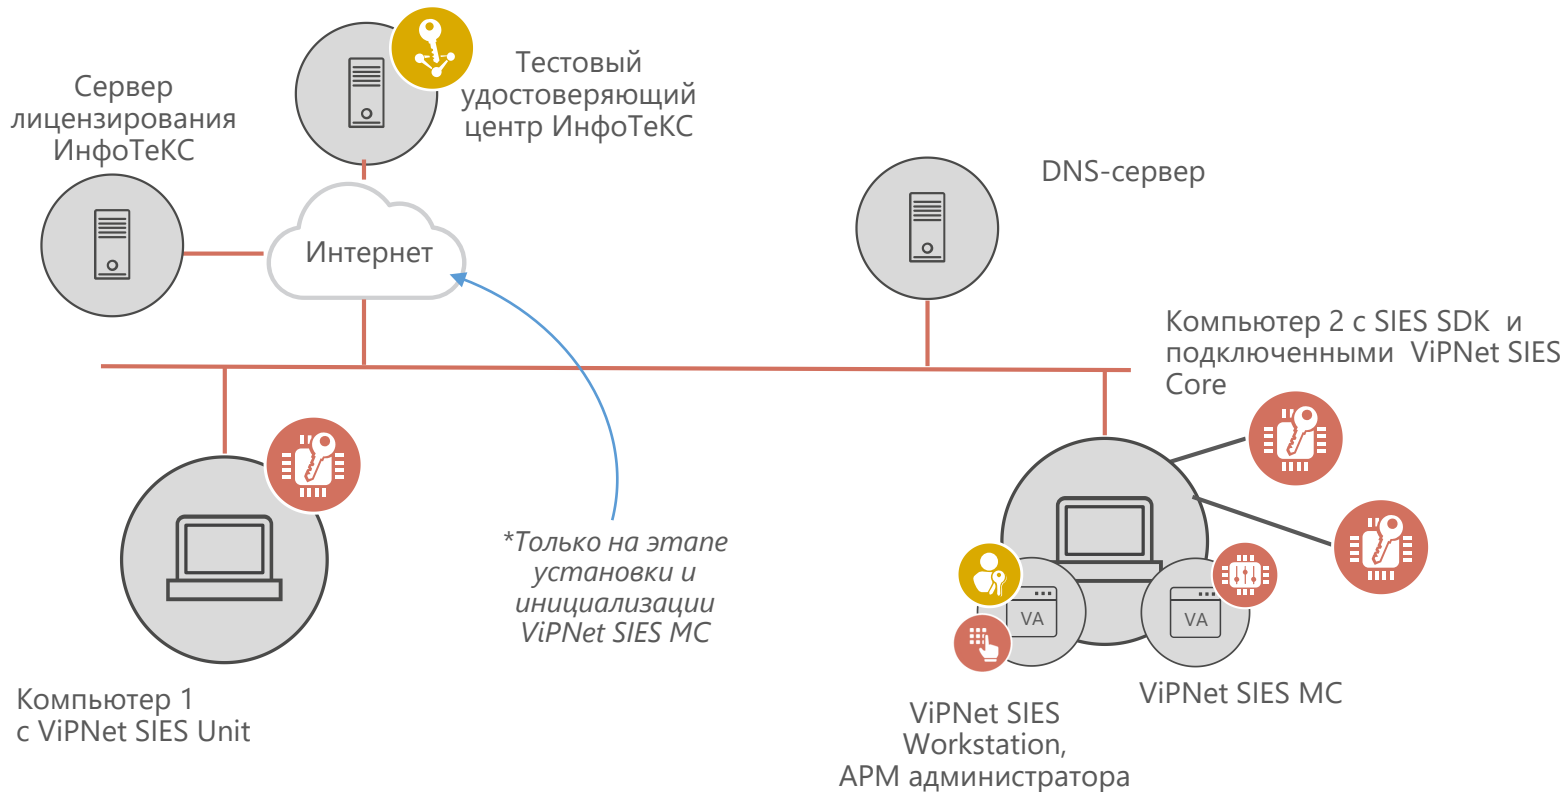 Тестовый
удостоверяющий
центр ИнфоТеКС
Сервер
лицензирования
ИнфоТеКС
DNS-сервер
Интернет
Компьютер 2 с SIES SDK и
подключенными ViPNet SIES
Core
*Только на этапе
установки и
инициализации
ViPNet SIES MC
VA
VA
Компьютер 1
с ViPNet SIES Unit
ViPNet SIES MC
ViPNet SIES
Workstation,
АРМ администратора